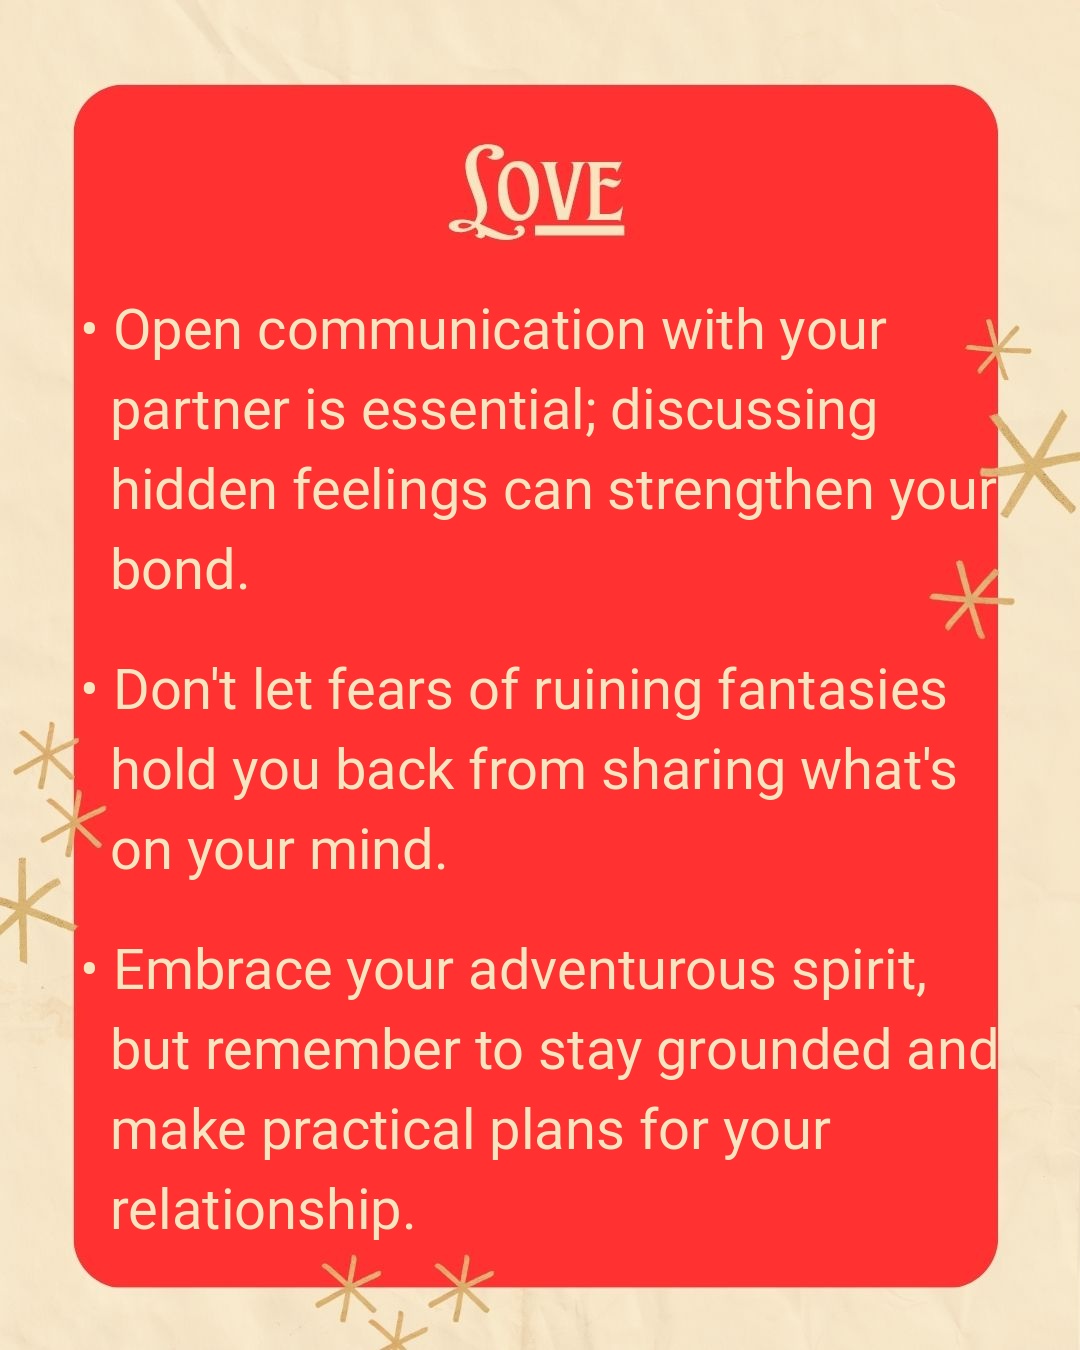 Love
• Open communication with your
partner is essential; discussing
hidden feelings can strengthen your
bond.
• Don't let fears of ruining fantasies
hold you back from sharing what's
on your mind.
• Embrace your adventurous spirit,
but remember to stay grounded and
make practical plans for your
relationship.